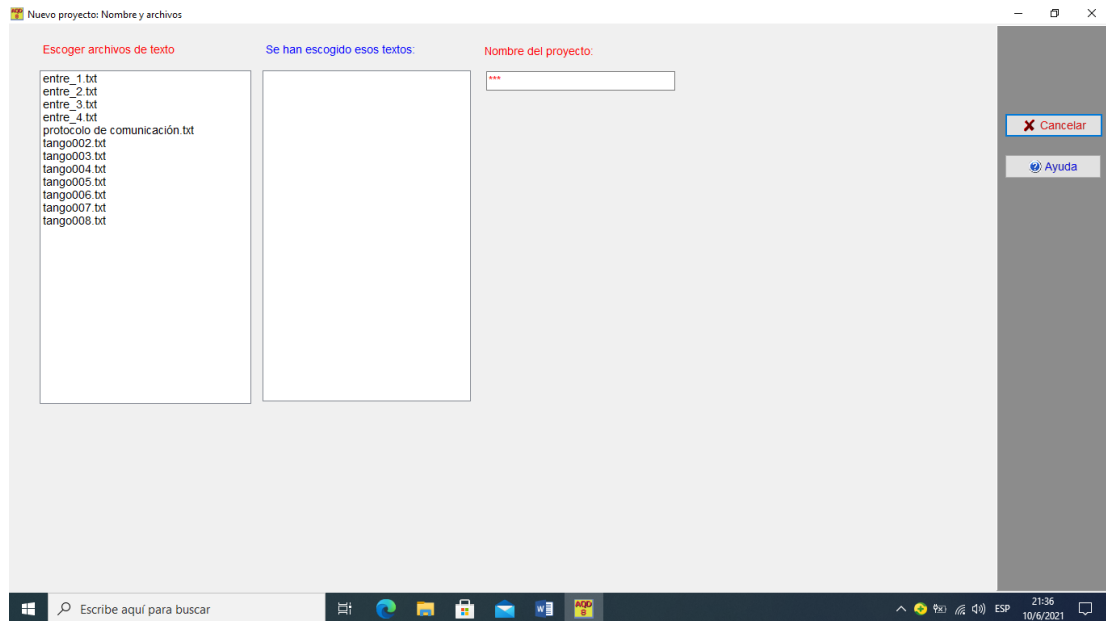 Nuevo proyecto: Nombre y archivos
Escoger archivos de texto
Se han escogido esos textos:
Nombre del proyecto:
entre_1.txt
entre_2.txt
entre_3.txt
entre_4.txt
protocolo de comunicación.txt
tango002.txt
tango003.txt
tango004.txt
tango005.txt
tango006.txt
tango007.txt
tango008.txt
***
Cancelar
Ayuda
Escribe aquí para buscar
AQD
8
ESP
21:36
10/6/2021